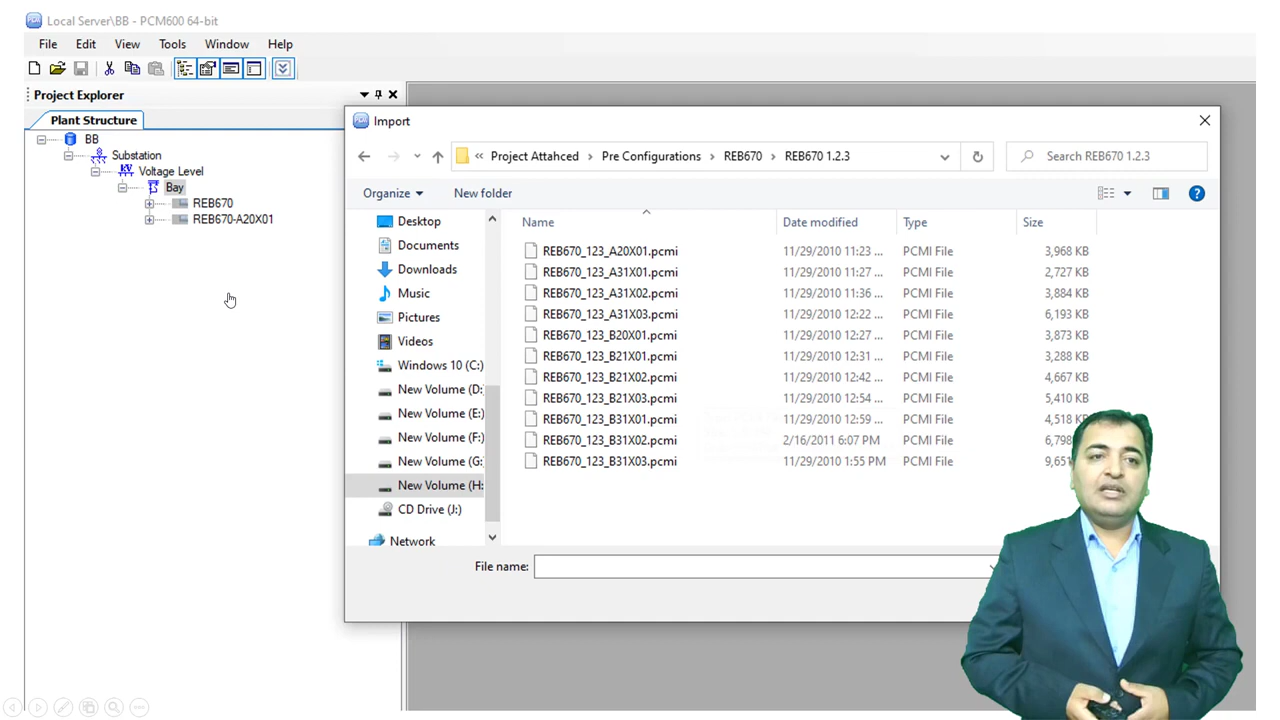 Local Server\BB - PCM600 64-bit
File Edit View Tools Window Help
Project Explorer
Plant Structure
BB
Substation
Voltage Level
Bay
REB670
REB670-A20X01
Import
« Project Attahced › Pre Configurations › REB670 › REB670 1.2.3
Search REB670 1.2.3
Organize New folder
Desktop
Documents
Downloads
Music
Pictures
Videos
Windows 10 (C:)
New Volume (D:
New Volume (E:)
New Volume (F:)
New Volume (G:
New Volume (H:
CD Drive (J:)
Network
Name Date modified Type Size
REB670_123_A20X01.pcmi 11/29/2010 11:23 ... PCMI File 3,968 KB
REB670_123_A31X01.pcmi 11/29/2010 11:27 ... PCMI File 2,727 KB
REB670_123_A31X02.pcmi 11/29/2010 11:36 ... PCMI File 3,884 KB
REB670_123_A31X03.pcmi 11/29/2010 12:22 ... PCMI File 6,193 KB
REB670_123_B20X01.pcmi 11/29/2010 12:27 ... PCMI File 3,873 KB
REB670_123_B21X01.pcmi 11/29/2010 12:31 ... PCMI File 3,288 KB
REB670_123_B21X02.pcmi 11/29/2010 12:42 ... PCMI File 4,667 KB
REB670_123_B21X03.pcmi 11/29/2010 12:54 ... PCMI File 5,410 KB
REB670_123_B31X01.pcmi 11/29/2010 12:59 ... PCMI File 4,518 KB
REB670_123_B31X02.pcmi 2/16/2011 6:07 PM PCMI File 6,798
REB670_123_B31X03.pcmi 11/29/2010 1:55 PM PCMI File 9,651
File name: